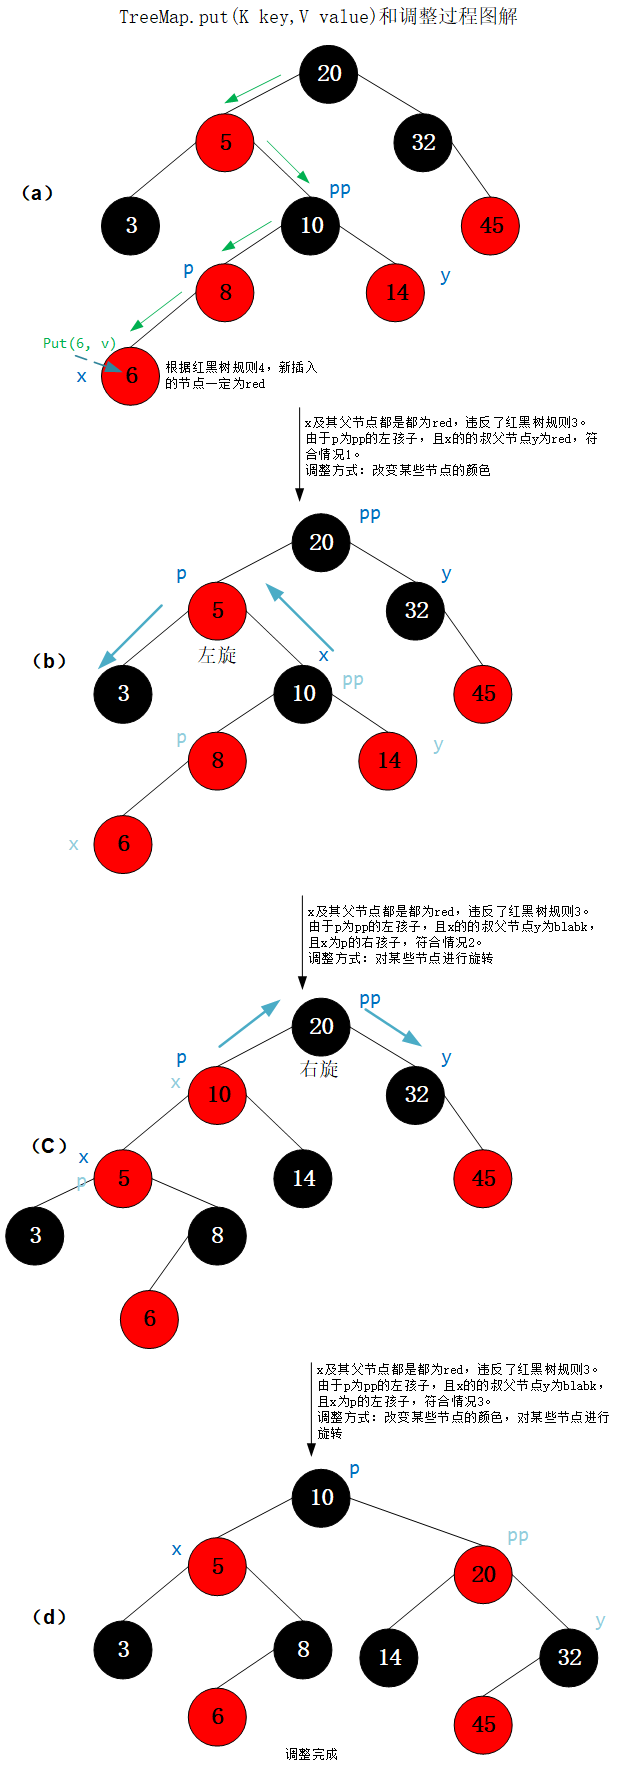 TreeMap.put(K key,V value)和调整过程图解
20
5
32
pp
(a)
3
10
45
p
y
8
14
Put(6, v)
x
6
根据红黑树规则4，新插入
的节点一定为red
x及其父节点都是都为red，违反了红黑树规则3。
由于p为pp的左孩子，且x的的叔父节点y为red，符
合情况1。
调整方式：改变某些节点的颜色
pp
20
p
y
5
32
左旋
x
(b)
3
10
pp
45
p
y
8
14
x
6
x及其父节点都是都为red，违反了红黑树规则3。
由于p为pp的左孩子，且x的的叔父节点y为blabk，
且x为p的右孩子，符合情况2。
调整方式：对某些节点进行旋转
pp
20
p
y
右旋
x
10
32
(C)
x
p
5
14
45
3
8
6
x及其父节点都是都为red，违反了红黑树规则3。
由于p为pp的左孩子，且x的的叔父节点y为blabk，
且x为p的左孩子，符合情况3。
调整方式：改变某些节点的颜色，对某些节点进行
旋转
p
10
pp
x
5
20
(d)
y
3
8
14
32
6
45
调整完成